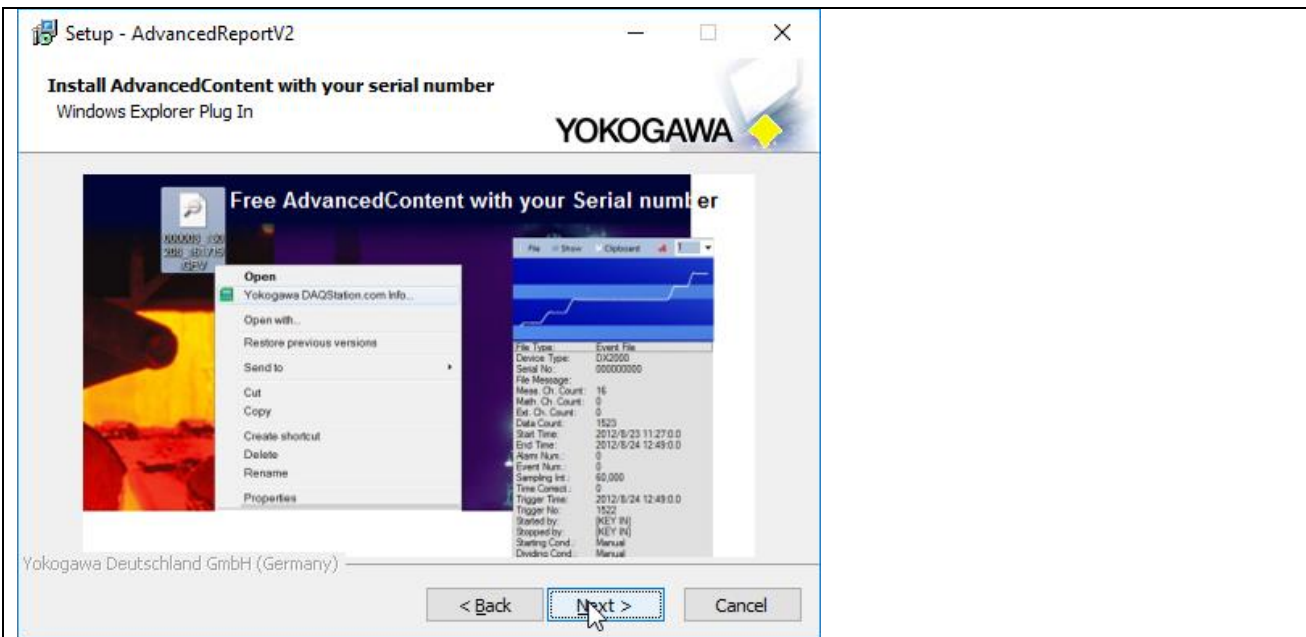 Setup - AdvancedReportV2
Install AdvancedContent with your serial number
Windows Explorer Plug In
YOKOGAWA
Free AdvancedContent with your Serial number
Open
Yokogawa DAQStation.com Info...
Open with...
Restore previous versions
Send to
Cut
Copy
Create shortcut
Delete
Rename
Properties
File Show Clipboard
File Type: Event File
Device Type: DX2000
Serial No: 000000000
File Message:
Meas. Ch. Count: 16
Math. Ch. Count: 0
Ext. Ch. Count: 0
Data Count: 1523
Start Time: 2012/8/23 11:27:0.0
End Time: 2012/8/24 12:49:0.0
Alarm Num.: 0
Event Num.: 0
Sampling Int.: 60,000
Time Correct.: 0
Trigger Time: 2012/8/24 12:49:0.0
Trigger No: 1522
Started by: [KEY IN]
Stopped by: [KEY IN]
Starting Cond.: Manual
Dividing Cond.: Manual
Yokogawa Deutschland GmbH (Germany)
< Back Next > Cancel